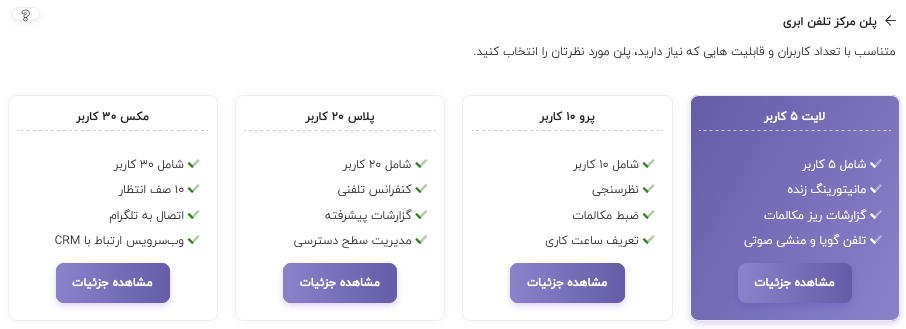 پلن مرکز تلفن ابری
متناسب با تعداد کاربران و قابلیت هایی که نیاز دارید، پلن مورد نظرتان را انتخاب کنید.
لایت ۵ کاربر
شامل ۵ کاربر
مانیتورینگ زنده
گزارشات ریز مکالمات
تلفن گویا و منشی صوتی
مشاهده جزئیات
پرو ۱۰ کاربر
شامل ۱۰ کاربر
نظرسنجی
ضبط مکالمات
تعریف ساعت کاری
مشاهده جزئیات
پلاس ۲۰ کاربر
شامل ۲۰ کاربر
کنفرانس تلفنی
گزارشات پیشرفته
مدیریت سطح دسترسی
مشاهده جزئیات
مکس ۳۰ کاربر
شامل ۳۰ کاربر
۱۰ صف انتظار
اتصال به تلگرام
وب‌سرویس ارتباط با CRM
مشاهده جزئیات